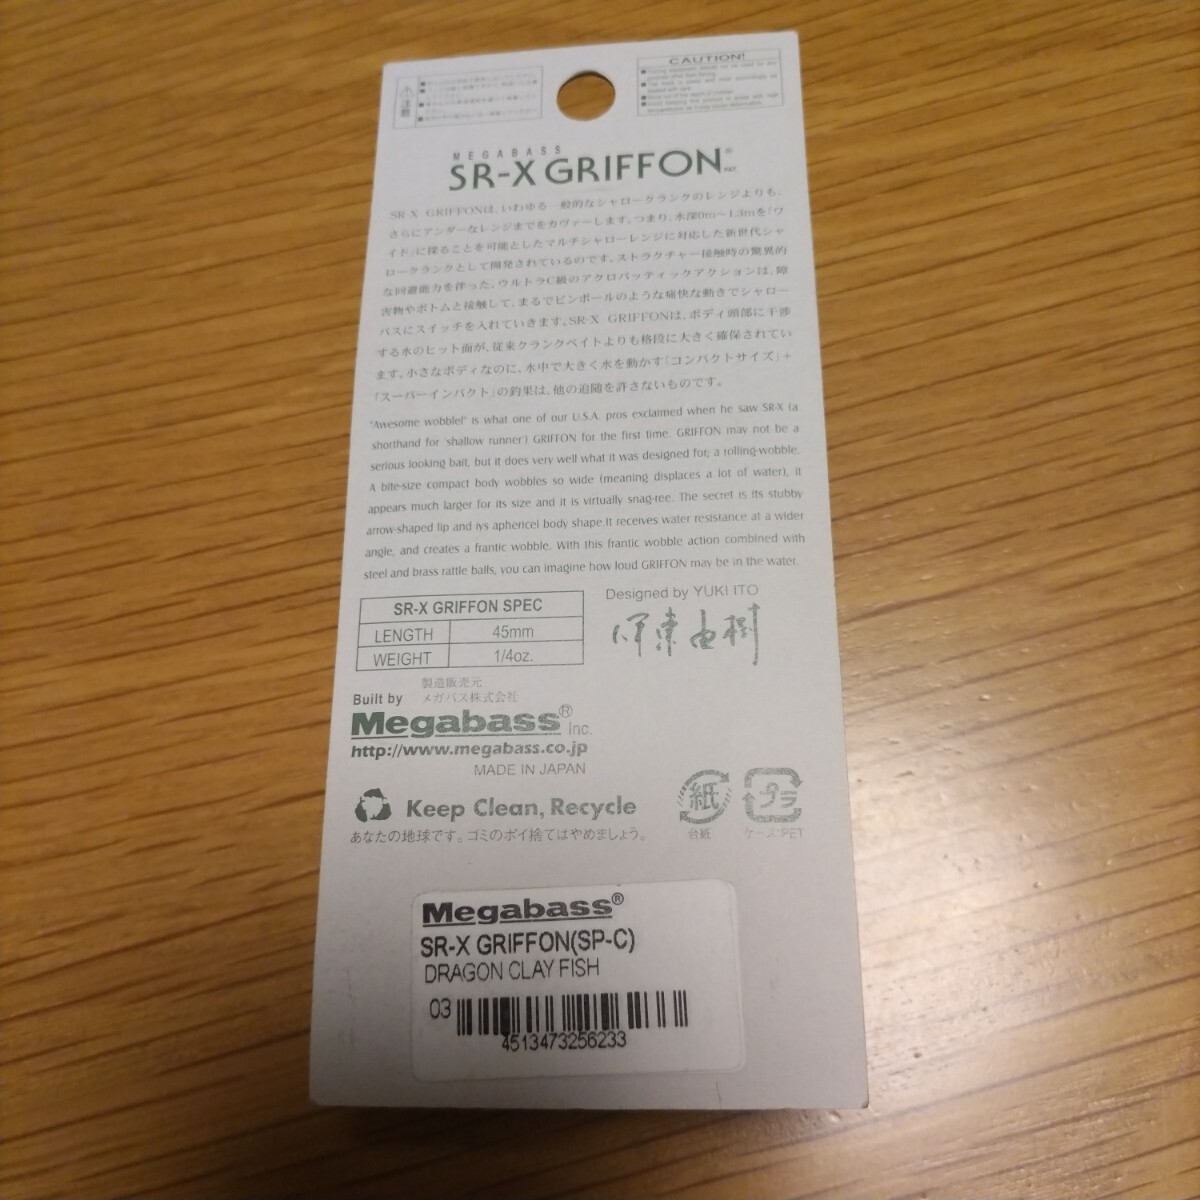 注意
CAUTION!
MEGABASS
SR-X GRIFFON®
PAT.
SR-X GRIFFONは、いわゆる一般的なシャロークランクのレンジよりも、
さらにアンダーなレンジまでをカヴァーします。つまり、水深0m～1.3mを「ワ
イド」に探ることを可能としたマルチシャローレンジに対応した新世代シャ
ロークランクとして開発されているのです。ストラクチャー接触時の驚異的
な回避能力を伴った、ウルトラC級のアクロバッティックアクションは、障
害物やボトムと接触して、まるでピンボールのような痛快な動きでシャロー
バスにスイッチを入れていきます。SR-X GRIFFONは、ボディ頭部に干渉
する水のヒット面が、従来クランクベイトよりも格段に大きく確保されてい
ます。小さなボディなのに、水中で大きく水を動かす「コンパクトサイズ」+
「スーパーインパクト」の釣果は、他の追随を許さないものです。
"Awesome wobble!" is what one of our U.S.A. pros exclaimed when he saw SR-X (a
shorthand for 'shallow runner') GRIFFON for the first time. GRIFFON may not be a
serious looking bait, but it does very well what it was designed for; a rolling-wobble.
A bite-size compact body wobbles so wide (meaning displaces a lot of water), it
appears much larger for its size and it is virtually snag-ree. The secret is its stubby
arrow-shaped lip and ivs aphericel body shape.It receives water resistance at a wider
angle, and creates a frantic wobble. With this frantic wobble action combined with
steel and brass rattle balls, you can imagine how loud GRIFFON may be in the water.
SR-X GRIFFON SPEC
LENGTH 45mm
WEIGHT 1/4oz.
Designed by YUKI ITO
伊東由樹
製造販売元
Built by メガバス株式会社
Megabass® Inc.
http://www.megabass.co.jp
MADE IN JAPAN
Keep Clean, Recycle
あなたの地球です。ゴミのポイ捨てはやめましょう。
紙
台紙
プラ
ケース:PET
Megabass®
SR-X GRIFFON(SP-C)
DRAGON CLAY FISH
03
4513473256233